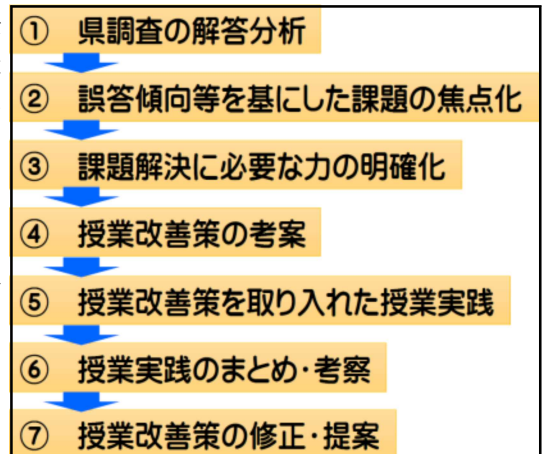 ① 県調査の解答分析
② 誤答傾向等を基にした課題の焦点化
③ 課題解決に必要な力の明確化
④ 授業改善策の考案
⑤ 授業改善策を取り入れた授業実践
⑥ 授業実践のまとめ・考察
⑦ 授業改善策の修正・提案